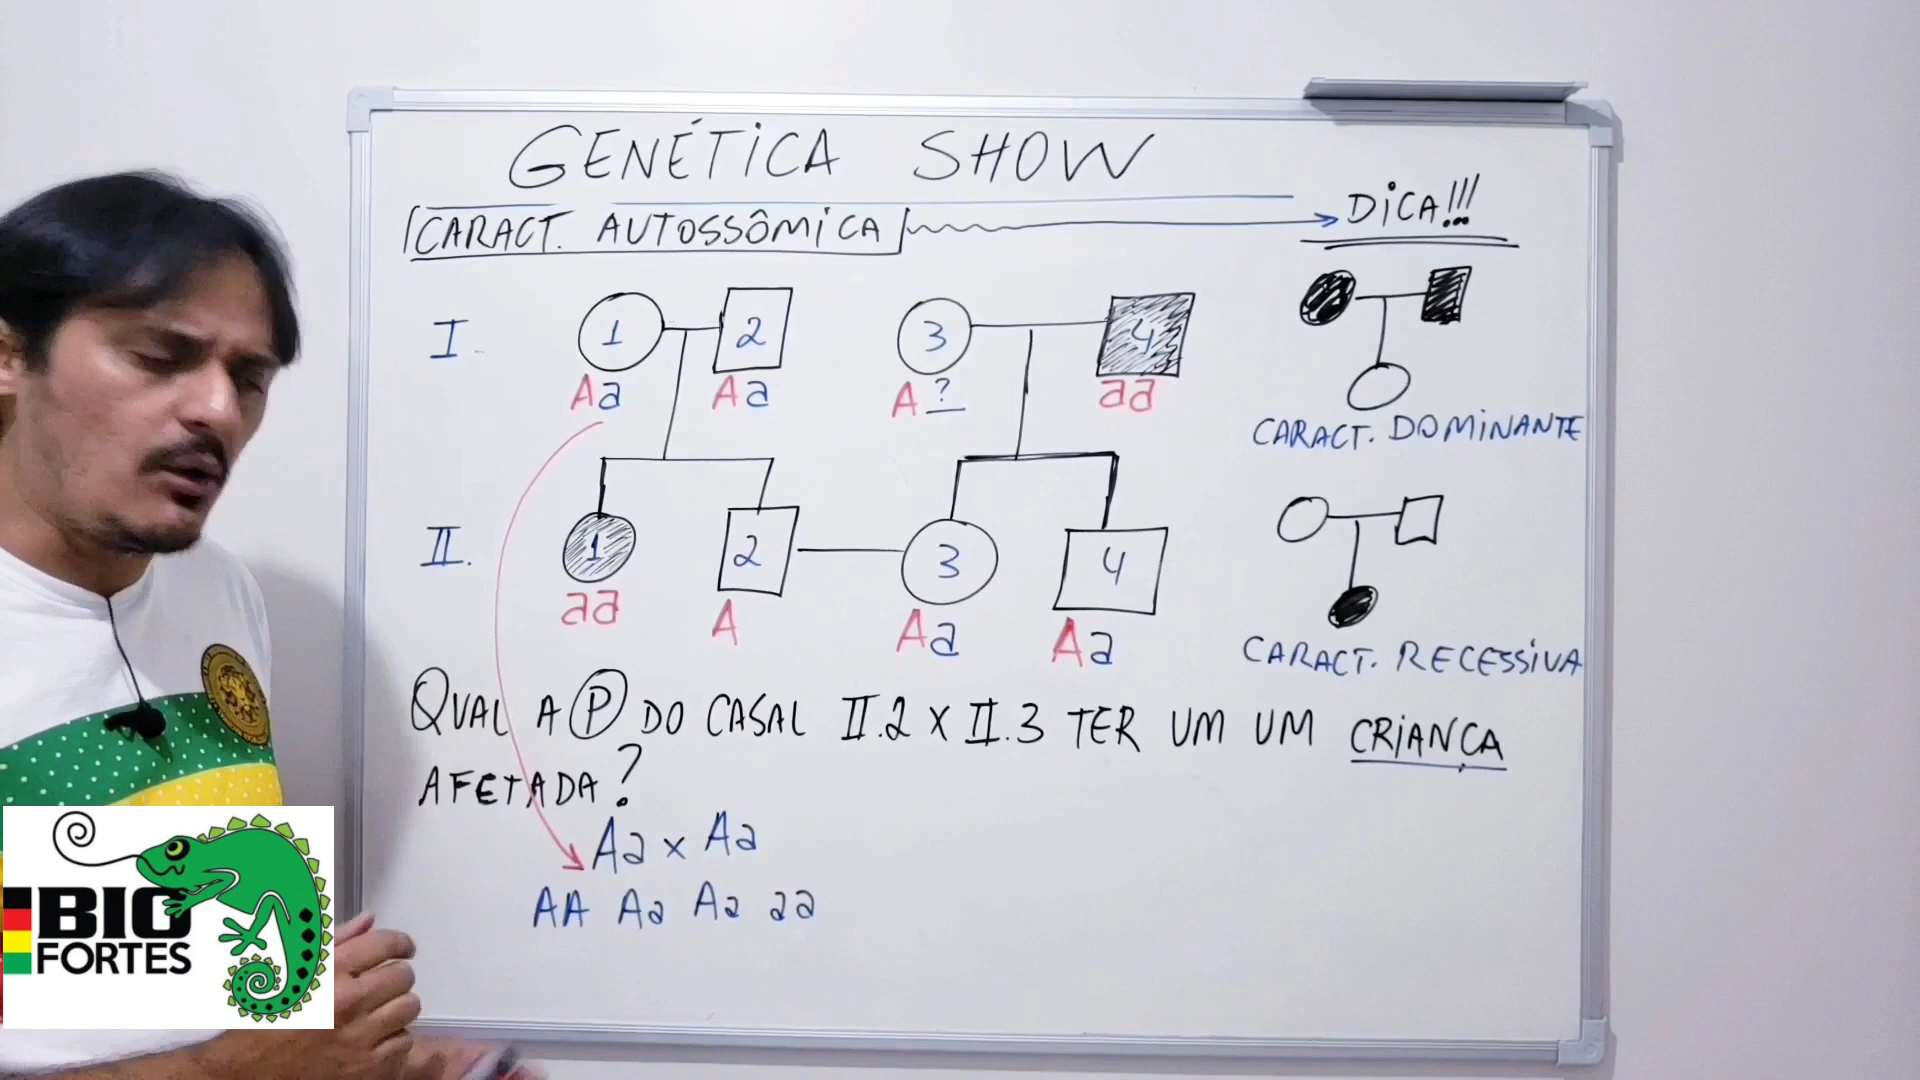 GENÉTICA SHOW
CARACT. AUTOSSÔMICA
DICA!!!
I
1
2
3
4
Aa
Aa
A ?
aa
CARACT. DOMINANTE
II.
1
2
3
4
aa
A
Aa
Aa
CARACT. RECESSIVA
QUAL A P DO CASAL II.2 X II.3 TER UM UM CRIANÇA
AFETADA?
Aa x Aa
AA Aa Aa aa
BIO
FORTES